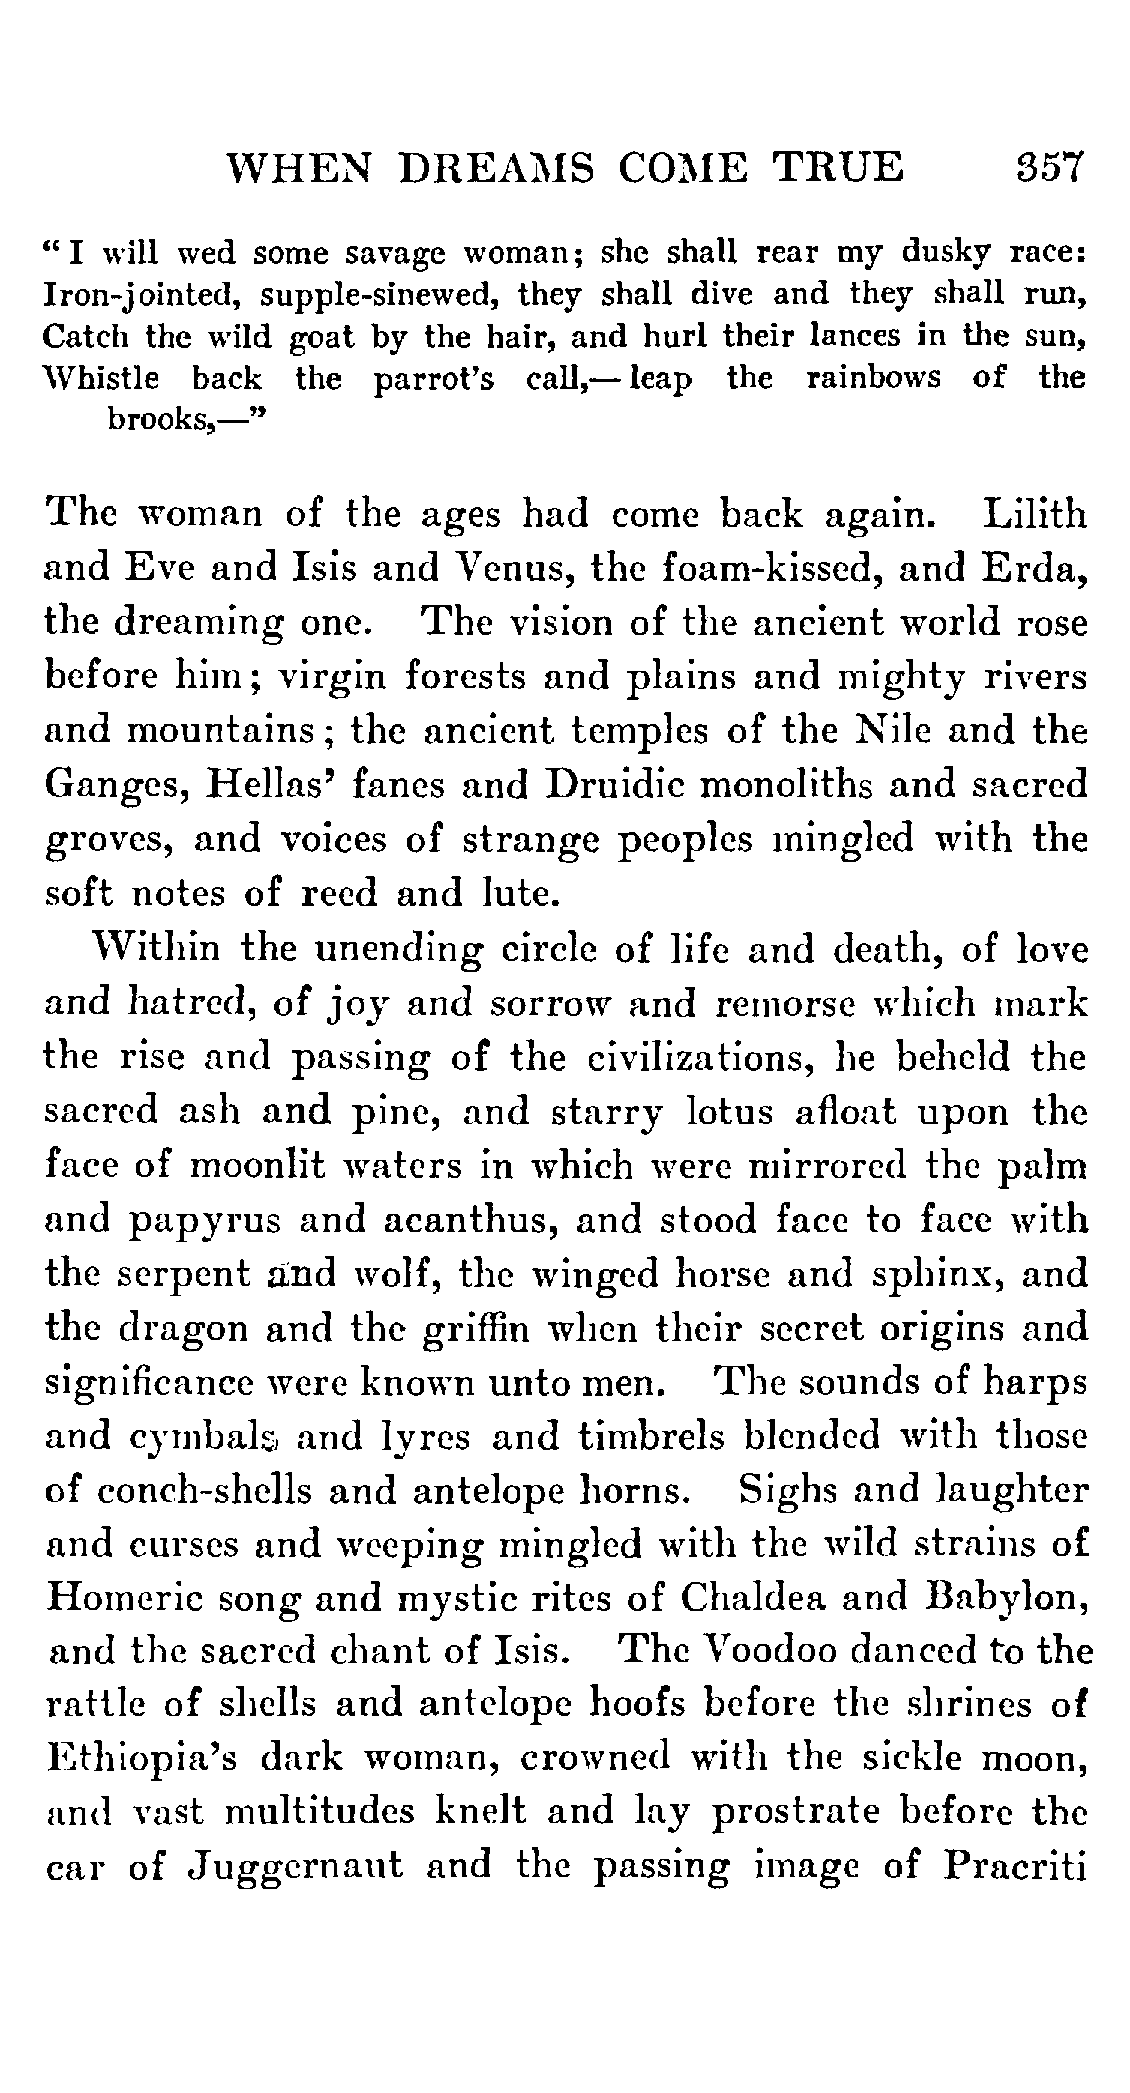 WHEN DREAMS COME TRUE 357
“I will wed some savage woman; she shall rear my dusky race:
Iron-jointed, supple-sinewed, they shall dive and they shall run,
Catch the wild goat by the hair, and hurl their lances in the sun,
Whistle back the parrot’s call,— leap the rainbows of the
brooks,—”
The woman of the ages had come back again. Lilith
and Eve and Isis and Venus, the foam-kissed, and Erda,
the dreaming one. The vision of the ancient world rose
before him; virgin forests and plains and mighty rivers
and mountains; the ancient temples of the Nile and the
Ganges, Hellas’ fanes and Druidic monoliths and sacred
groves, and voices of strange peoples mingled with the
soft notes of reed and lute.
Within the unending circle of life and death, of love
and hatred, of joy and sorrow and remorse which mark
the rise and passing of the civilizations, he beheld the
sacred ash and pine, and starry lotus afloat upon the
face of moonlit waters in which were mirrored the palm
and papyrus and acanthus, and stood face to face with
the serpent and wolf, the winged horse and sphinx, and
the dragon and the griffin when their secret origins and
significance were known unto men. The sounds of harps
and cymbals and lyres and timbrels blended with those
of conch-shells and antelope horns. Sighs and laughter
and curses and weeping mingled with the wild strains of
Homeric song and mystic rites of Chaldea and Babylon,
and the sacred chant of Isis. The Voodoo danced to the
rattle of shells and antelope hoofs before the shrines of
Ethiopia’s dark woman, crowned with the sickle moon,
and vast multitudes knelt and lay prostrate before the
car of Juggernaut and the passing image of Pracriti